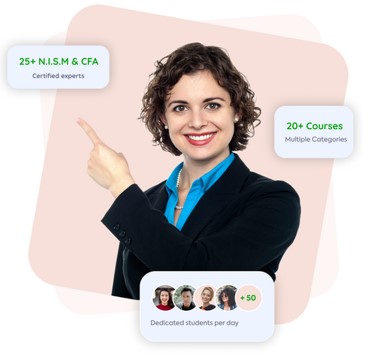 25+ N.I.S.M & CFA
Certified experts
20+ Courses
Multiple Categories
+ 50
Dedicated students per day